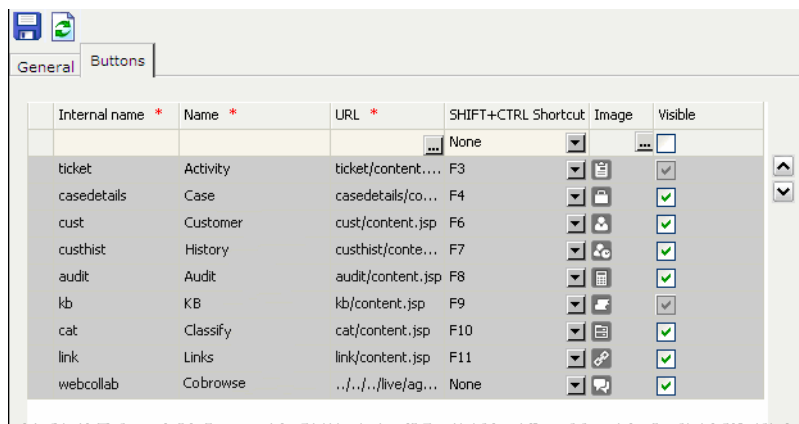 General Buttons
Internal name * Name * URL * SHIFT+CTRL Shortcut Image Visible
... None ...
ticket Activity ticket/content.... F3
casedetails Case casedetails/co... F4
cust Customer cust/content.jsp F6
custhist History custhist/conte... F7
audit Audit audit/content.jsp F8
kb KB kb/content.jsp F9
cat Classify cat/content.jsp F10
link Links link/content.jsp F11
webcollab Cobrowse ../../../live/ag... None